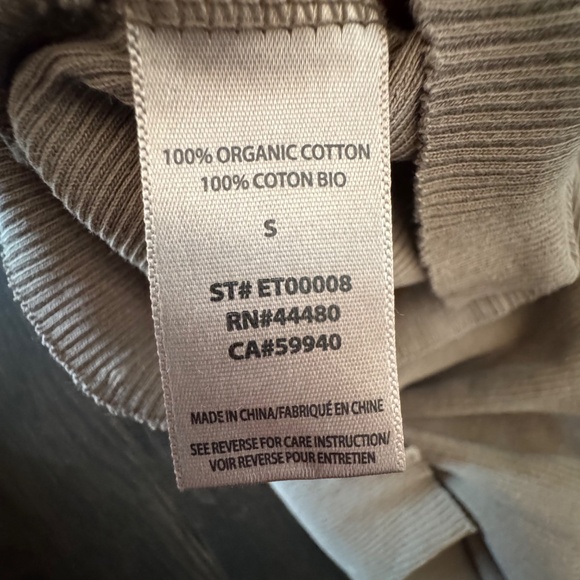 100% ORGANIC COTTON
100% COTON BIO
S
ST# ET00008
RN#44480
CA#59940
MADE IN CHINA/FABRIQUÉ EN CHINE
SEE REVERSE FOR CARE INSTRUCTION/
VOIR REVERSE POUR ENTRETIEN